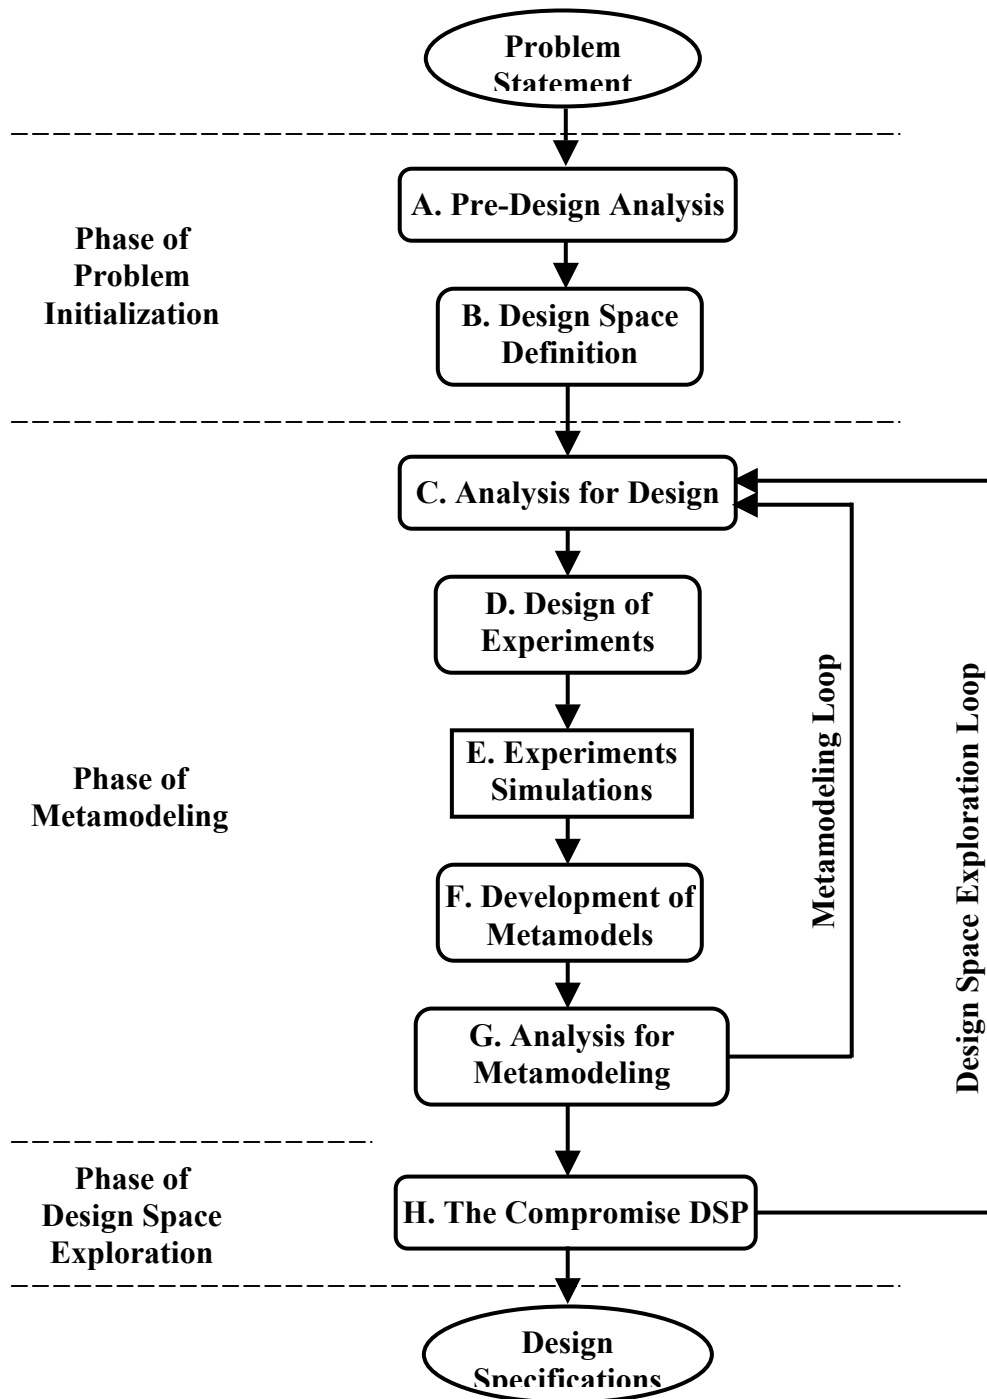 Problem
Statement
A. Pre-Design Analysis
Phase of
Problem
Initialization
B. Design Space
Definition
C. Analysis for Design
D. Design of
Experiments
E. Experiments
Simulations
Phase of
Metamodeling
F. Development of
Metamodels
G. Analysis for
Metamodeling
Metamodeling Loop
Design Space Exploration Loop
Phase of
Design Space
Exploration
H. The Compromise DSP
Design
Specifications